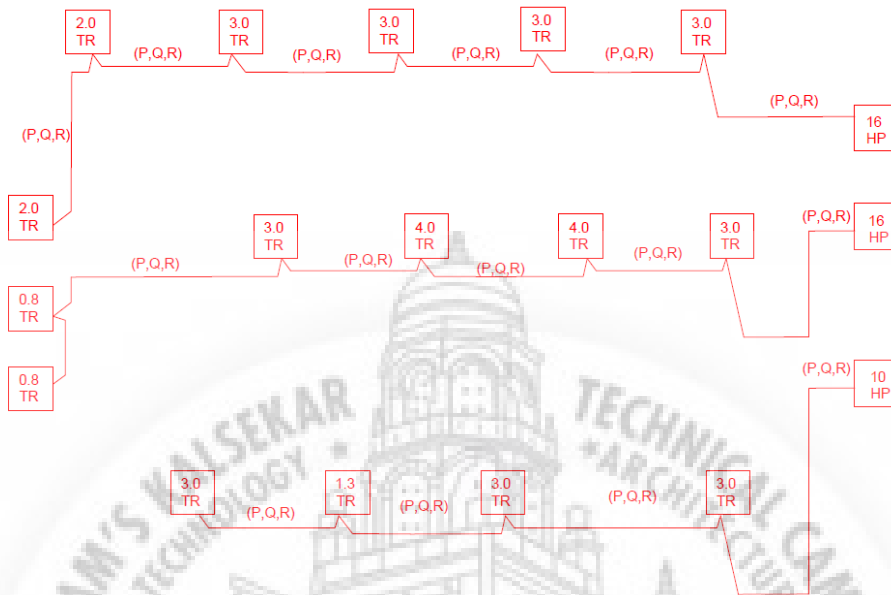 2.0
TR
3.0
TR
3.0
TR
3.0
TR
3.0
TR
(P,Q,R)
(P,Q,R)
(P,Q,R)
(P,Q,R)
(P,Q,R)
16
HP
(P,Q,R)
2.0
TR
3.0
TR
4.0
TR
4.0
TR
3.0
TR
(P,Q,R)
16
HP
(P,Q,R)
(P,Q,R)
(P,Q,R)
(P,Q,R)
0.8
TR
0.8
TR
(P,Q,R)
10
HP
3.0
TR
1.3
TR
3.0
TR
3.0
TR
(P,Q,R)
(P,Q,R)
(P,Q,R)
KALSEKAR
TECHNICAL